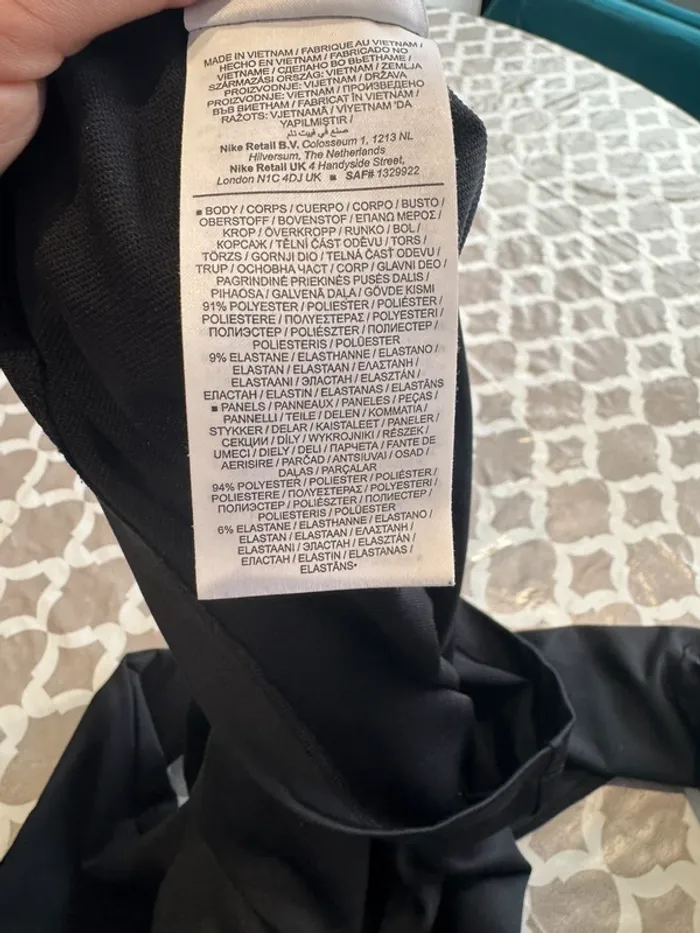 MADE IN VIETNAM / FABRIQUE AU VIETNAM /
HECHO EN VIETNAM / FABRICADO NO
VIETNAME / СДЕЛАНО ВО ВЬЕТНАМЕ /
SZÁRMAZÁSI ORSZÁG: VIETNAM / ZEMLJA
PROIZVODNJE: VIJETNAM / DRŽAVA
PROIZVODNJE: VIETNAM / ПРОИЗВЕДЕНО
ВЪВ ВИЕТНАМ / FABRICAT ÎN VIETNAM /
RAŽOTS: VJETNAMĀ / VİYETNAM 'DA
YAPILMIŞTIR /
صنع في فييت نام
Nike Retail B.V. Colosseum 1, 1213 NL
Hilversum, The Netherlands
Nike Retail UK 4 Handyside Street,
London N1C 4DJ UK ■ SAF# 1329922
■ BODY / CORPS / CUERPO / CORPO / BUSTO /
OBERSTOFF / BOVENSTOF / ΕΠΑΝΩ ΜΕΡΟΣ /
KROP / ÖVERKROPP / RUNKO / BOL /
КОРСАЖ / TĚLNÍ ČÁST ODĚVU / TORS /
TÖRZS / GORNJI DIO / TELNÁ ČASŤ ODEVU /
TRUP / ОСНОВНА ЧАСТ / CORP / GLAVNI DEO /
PAGRINDINĖ PRIEKINĖS PUSĖS DALIS /
PIHAOSA / GALVENĀ DAĻA / GÖVDE KISMI
91% POLYESTER / POLIESTER / POLIÉSTER /
POLIESTERE / ΠΟΛΥΕΣΤΕΡΑΣ / POLYESTERI /
ПОЛИЭСТЕР / POLIÉSZTER / ПОЛИЕСТЕР /
POLIESTERIS / POLÜESTER
9% ELASTANE / ELASTHANNE / ELASTANO /
ELASTAN / ELASTAAN / ΕΛΑΣΤΑΝΗ /
ELASTAANI / ЭЛАСТАН / ELASZTÁN /
ЕЛАСТАН / ELASTIN / ELASTANAS / ELASTĀNS
■ PANELS / PANNEAUX / PANELES / PEÇAS /
PANNELLI / TEILE / DELEN / ΚΟΜΜΑΤΙΑ /
STYKKER / DELAR / KAISTALEET / PANELER /
СЕКЦИИ / DÍLY / WYKROJNIKI / RÉSZEK /
UMECI / DIELY / DELI / ПАРЧЕТА / FANTE DE
AERISIRE / PARČAD / ANTSIUVAI / OSAD /
DAĻAS / PARÇALAR
94% POLYESTER / POLIESTER / POLIÉSTER /
POLIESTERE / ΠΟΛΥΕΣΤΕΡΑΣ / POLYESTERI /
ПОЛИЭСТЕР / POLIÉSZTER / ПОЛИЕСТЕР /
POLIESTERIS / POLÜESTER
6% ELASTANE / ELASTHANNE / ELASTANO /
ELASTAN / ELASTAAN / ΕΛΑΣΤΑΝΗ /
ELASTAANI / ЭЛАСТАН / ELASZTÁN /
ЕЛАСТАН / ELASTIN / ELASTANAS /
ELASTĀNS•